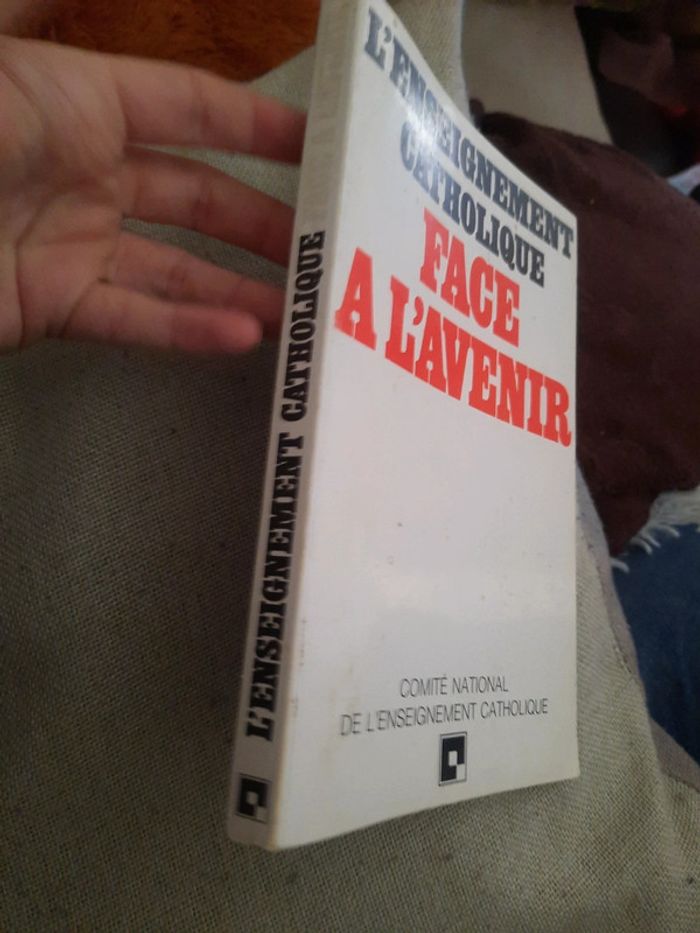 L'ENSEIGNEMENT
CATHOLIQUE
FACE
A L'AVENIR
COMITÉ NATIONAL
DE L'ENSEIGNEMENT CATHOLIQUE
L'ENSEIGNEMENT CATHOLIQUE